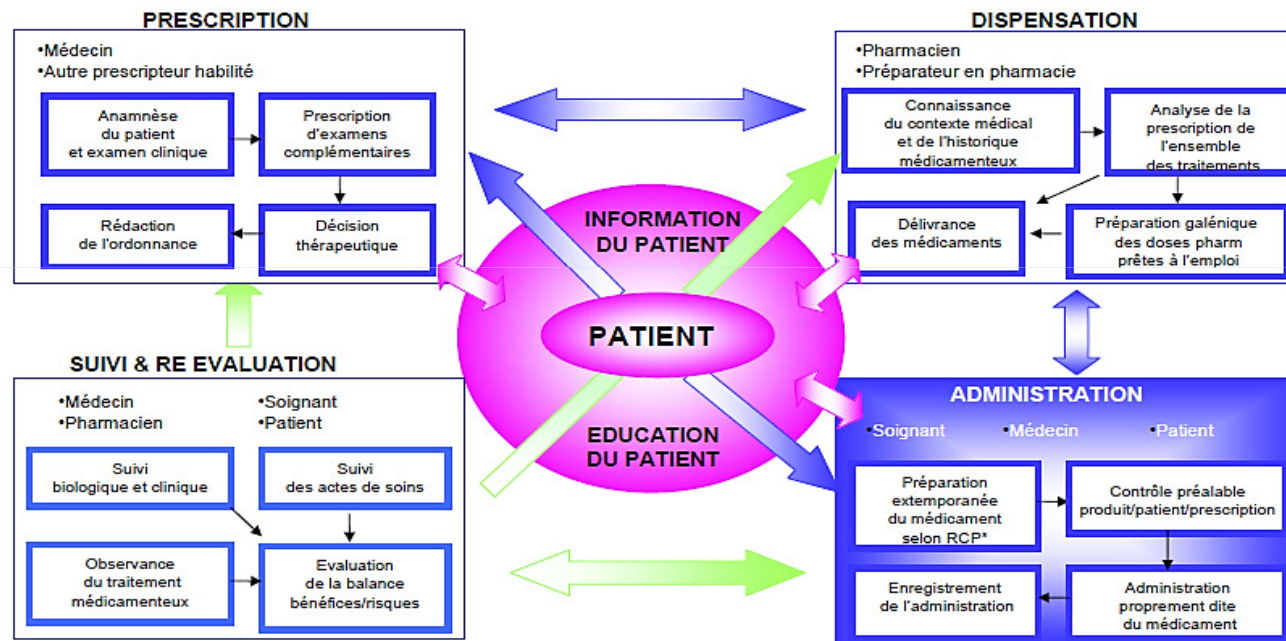 PRESCRIPTION
•Médecin
•Autre prescripteur habilité
Anamnèse
du patient
et examen clinique
Prescription
d'examens
complémentaires
Rédaction
de l'ordonnance
Décision
thérapeutique
DISPENSATION
•Pharmacien
•Préparateur en pharmacie
Connaissance
du contexte médical
et de l'historique
médicamenteux
Analyse de la
prescription de
l'ensemble
des traitements
Délivrance
des médicaments
Préparation galénique
des doses pharm
prêtes à l'emploi
INFORMATION
DU PATIENT
PATIENT
EDUCATION
DU PATIENT
SUIVI & RE EVALUATION
•Médecin
•Pharmacien
•Soignant
•Patient
Suivi
biologique et clinique
Suivi
des actes de soins
Observance
du traitement
médicamenteux
Evaluation
de la balance
bénéfices/risques
ADMINISTRATION
•Soignant •Médecin •Patient
Préparation
extemporanée
du médicament
selon RCP*
Contrôle préalable
produit/patient/prescription
Enregistrement
de l'administration
Administration
proprement dite
du médicament